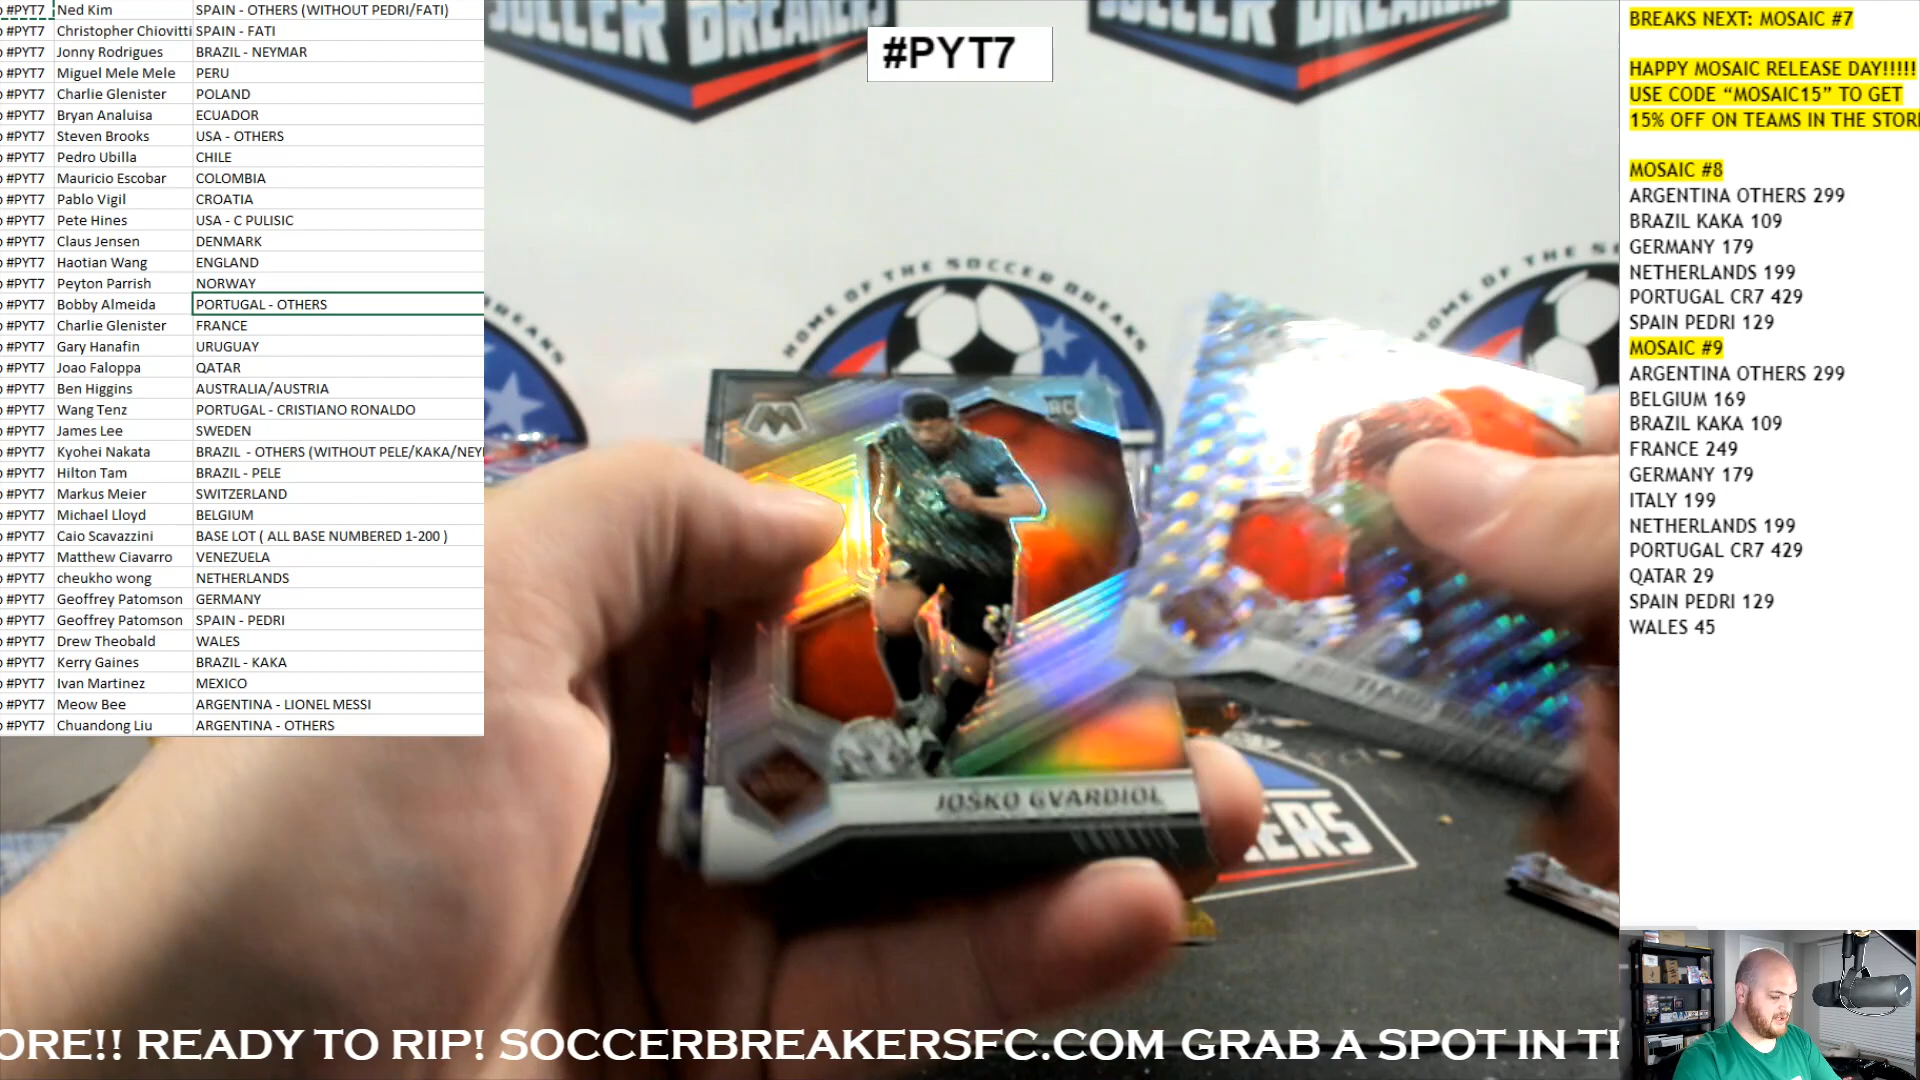 #PYT7 Ned Kim SPAIN - OTHERS (WITHOUT PEDRI/FATI)
#PYT7 Christopher Chiovitti SPAIN - FATI
#PYT7 Jonny Rodrigues BRAZIL - NEYMAR
#PYT7 Miguel Mele Mele PERU
#PYT7 Charlie Glenister POLAND
#PYT7 Bryan Analuisa ECUADOR
#PYT7 Steven Brooks USA - OTHERS
#PYT7 Pedro Ubilla CHILE
#PYT7 Mauricio Escobar COLOMBIA
#PYT7 Pablo Vigil CROATIA
#PYT7 Pete Hines USA - C PULISIC
#PYT7 Claus Jensen DENMARK
#PYT7 Haotian Wang ENGLAND
#PYT7 Peyton Parrish NORWAY
#PYT7 Bobby Almeida PORTUGAL - OTHERS
#PYT7 Charlie Glenister FRANCE
#PYT7 Gary Hanafin URUGUAY
#PYT7 Joao Faloppa QATAR
#PYT7 Ben Higgins AUSTRALIA/AUSTRIA
#PYT7 Wang Tenz PORTUGAL - CRISTIANO RONALDO
#PYT7 James Lee SWEDEN
#PYT7 Kyohei Nakata BRAZIL - OTHERS (WITHOUT PELE/KAKA/NEY
#PYT7 Hilton Tam BRAZIL - PELE
#PYT7 Markus Meier SWITZERLAND
#PYT7 Michael Lloyd BELGIUM
#PYT7 Caio Scavazzini BASE LOT ( ALL BASE NUMBERED 1-200 )
#PYT7 Matthew Ciavarro VENEZUELA
#PYT7 cheukho wong NETHERLANDS
#PYT7 Geoffrey Patomson GERMANY
#PYT7 Geoffrey Patomson SPAIN - PEDRI
#PYT7 Drew Theobald WALES
#PYT7 Kerry Gaines BRAZIL - KAKA
#PYT7 Ivan Martinez MEXICO
#PYT7 Meow Bee ARGENTINA - LIONEL MESSI
#PYT7 Chuandong Liu ARGENTINA - OTHERS
SOCCER BREAKERS
#PYT7
HOME OF THE SOCCER BREAKS
RC
JOŠKO GVARDIOL
BREAKS NEXT: MOSAIC #7
HAPPY MOSAIC RELEASE DAY!!!!!
USE CODE “MOSAIC15” TO GET
15% OFF ON TEAMS IN THE STOR
MOSAIC #8
ARGENTINA OTHERS 299
BRAZIL KAKA 109
GERMANY 179
NETHERLANDS 199
PORTUGAL CR7 429
SPAIN PEDRI 129
MOSAIC #9
ARGENTINA OTHERS 299
BELGIUM 169
BRAZIL KAKA 109
FRANCE 249
GERMANY 179
ITALY 199
NETHERLANDS 199
PORTUGAL CR7 429
QATAR 29
SPAIN PEDRI 129
WALES 45
ORE!! READY TO RIP! SOCCERBREAKERSFC.COM GRAB A SPOT IN TH